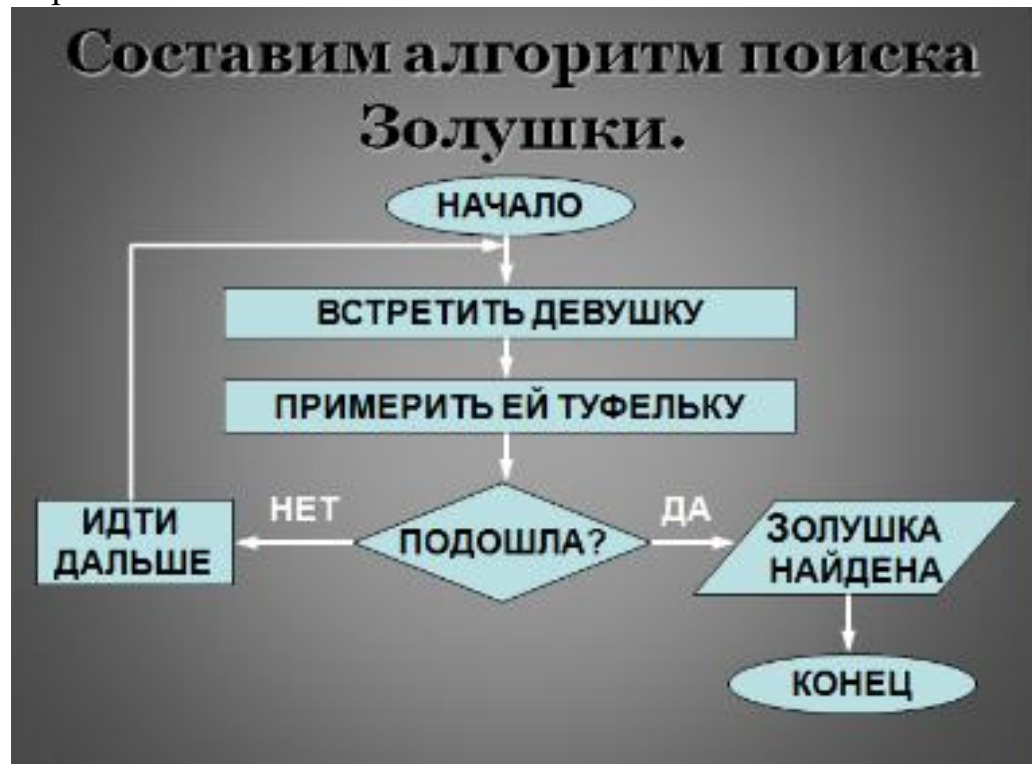 Составим алгоритм поиска
Золушки.
НАЧАЛО
ВСТРЕТИТЬ ДЕВУШКУ
ПРИМЕРИТЬ ЕЙ ТУФЕЛЬКУ
НЕТ
ДА
ИДТИ
ДАЛЬШЕ
ПОДОШЛА?
ЗОЛУШКА
НАЙДЕНА
КОНЕЦ